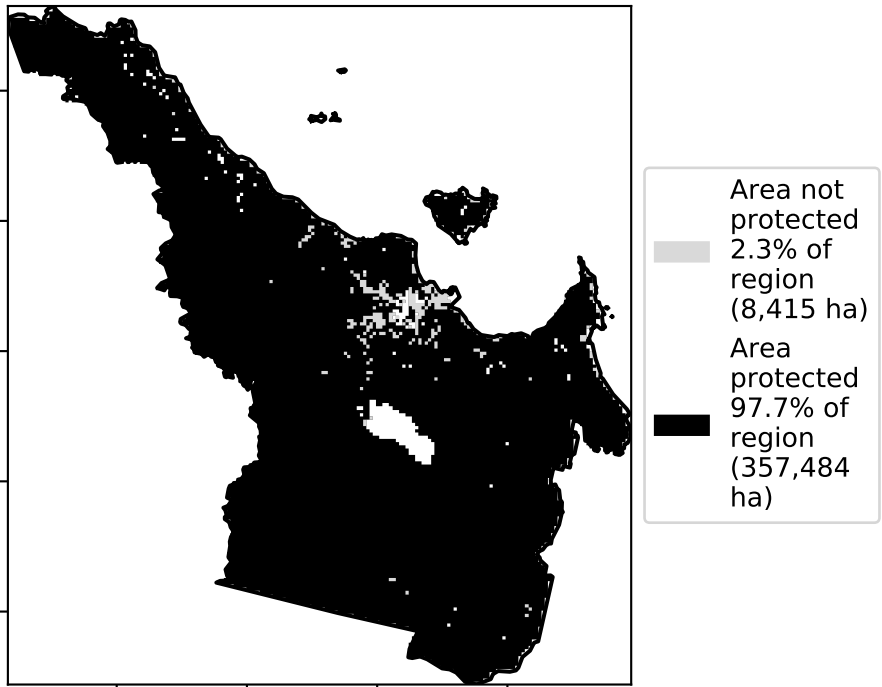 Area not
protected
2.3% of
region
(8,415 ha)
Area
protected
97.7% of
region
(357,484
ha)